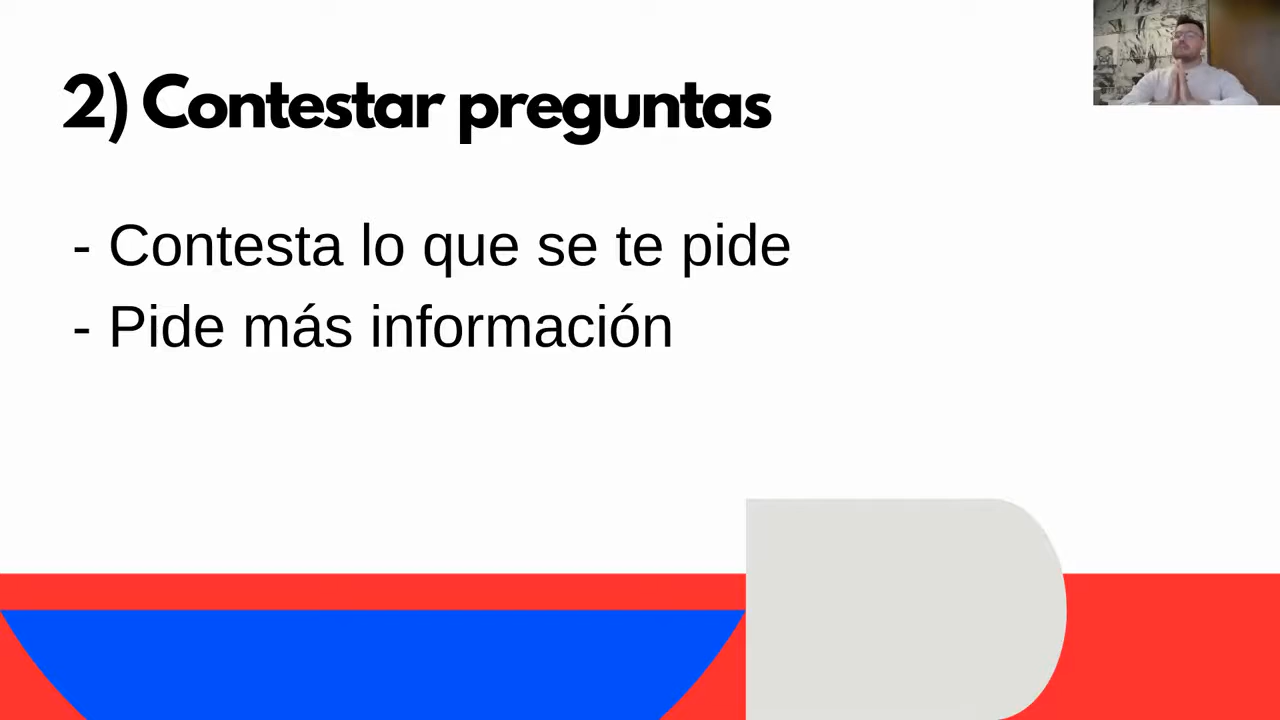 2) Contestar preguntas
- Contesta lo que se te pide
- Pide más información